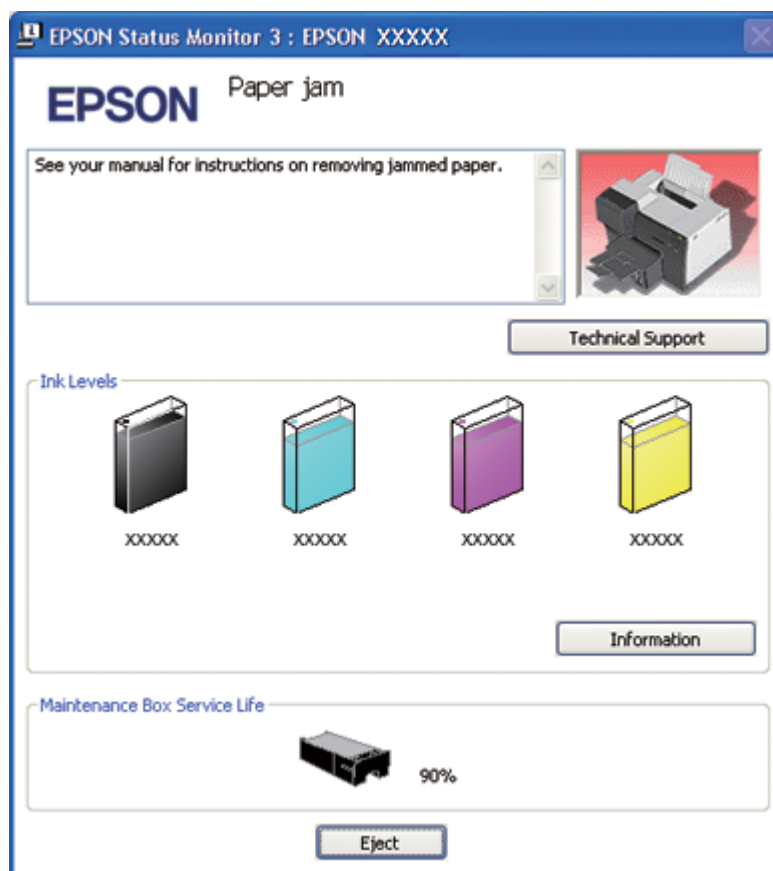 EPSON Status Monitor 3 : EPSON XXXXX
EPSON
Paper jam
See your manual for instructions on removing jammed paper.
Technical Support
Ink Levels
XXXXX XXXXX XXXXX XXXXX
Information
Maintenance Box Service Life
90%
Eject